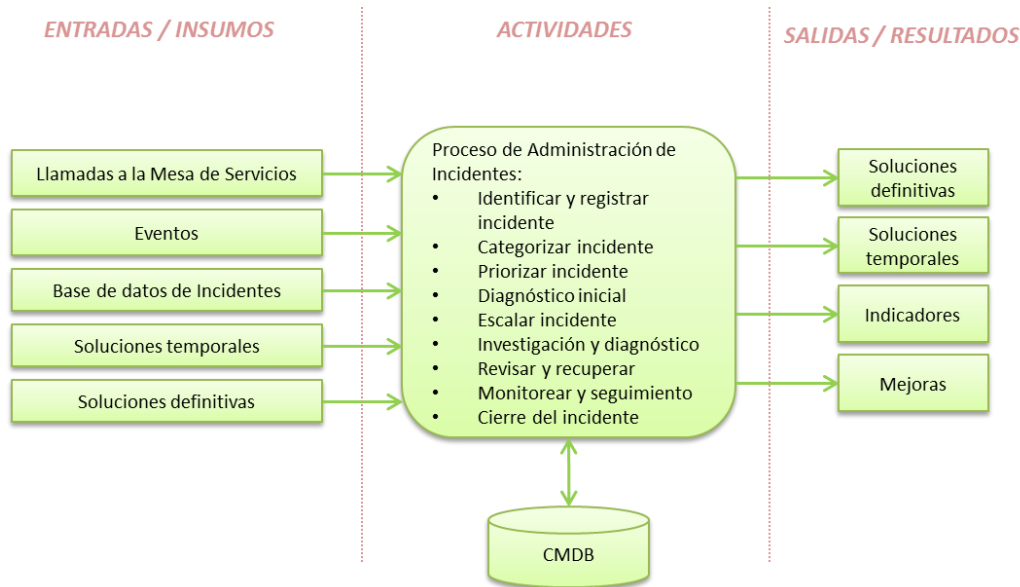 ENTRADAS / INSUMOS
ACTIVIDADES
SALIDAS / RESULTADOS
Llamadas a la Mesa de Servicios
Eventos
Base de datos de Incidentes
Soluciones temporales
Soluciones definitivas
Proceso de Administración de
Incidentes:
• Identificar y registrar
incidente
• Categorizar incidente
• Priorizar incidente
• Diagnóstico inicial
• Escalar incidente
• Investigación y diagnóstico
• Revisar y recuperar
• Monitorear y seguimiento
• Cierre del incidente
CMDB
Soluciones
definitivas
Soluciones
temporales
Indicadores
Mejoras